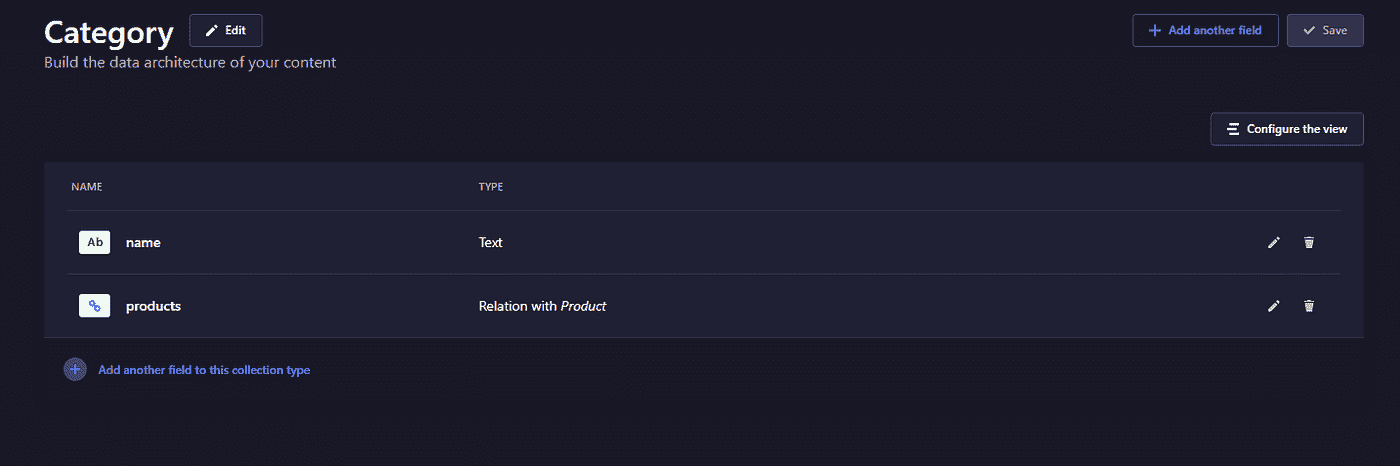 Category
Edit
Add another field
Save
Build the data architecture of your content
Configure the view
NAME
TYPE
Ab
name
Text
products
Relation with Product
Add another field to this collection type